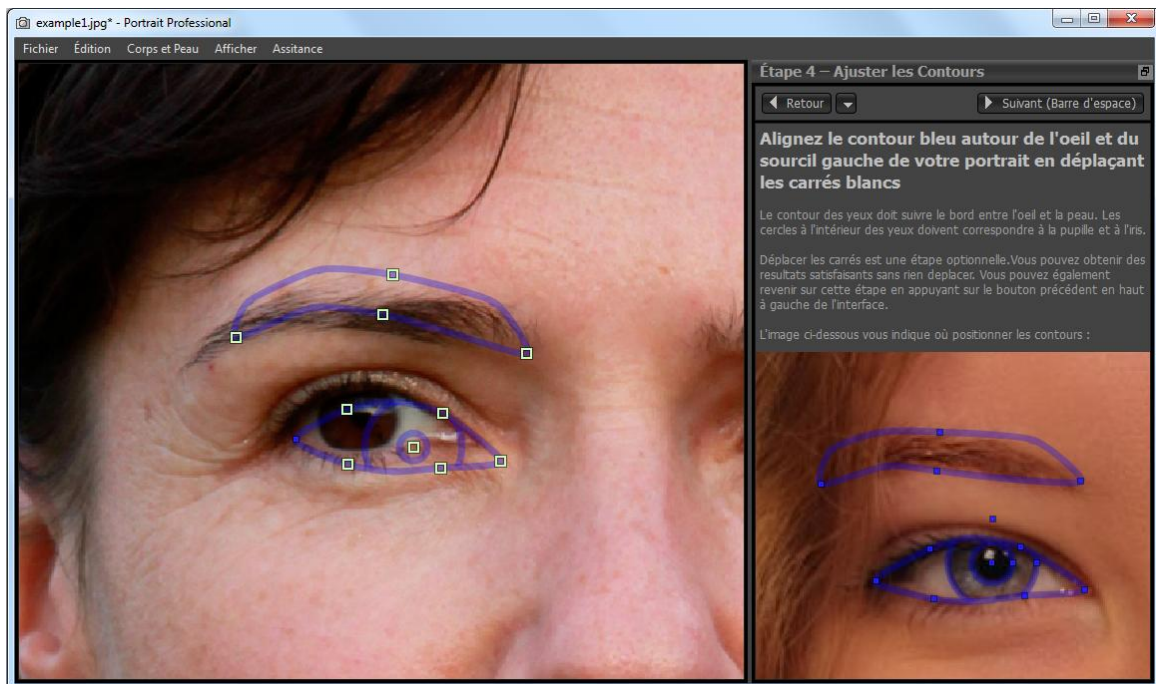 example1.jpg* - Portrait Professional
Fichier Édition Corps et Peau Afficher Assitance
Étape 4 – Ajuster les Contours
Retour Suivant (Barre d'espace)
Alignez le contour bleu autour de l'oeil et du
sourcil gauche de votre portrait en déplaçant
les carrés blancs
Le contour des yeux doit suivre le bord entre l'oeil et la peau. Les
cercles à l'intérieur des yeux doivent correspondre à la pupille et à l'iris.
Déplacer les carrés est une étape optionnelle.Vous pouvez obtenir des
resultats satisfaisants sans rien deplacer. Vous pouvez également
revenir sur cette étape en appuyant sur le bouton précédent en haut
à gauche de l'interface.
L'image ci-dessous vous indique où positionner les contours :